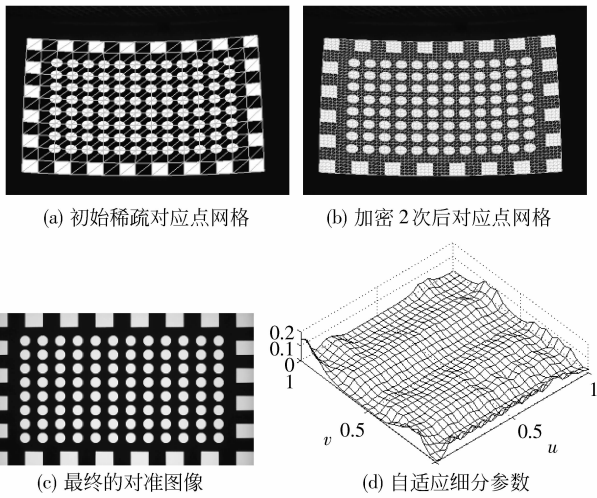 (a) 初始稀疏对应点网格
(b) 加密 2 次后对应点网格
0.2
0.1
0
1
0.5
v
0.5
u
1
(c) 最终的对准图像
(d) 自适应细分参数